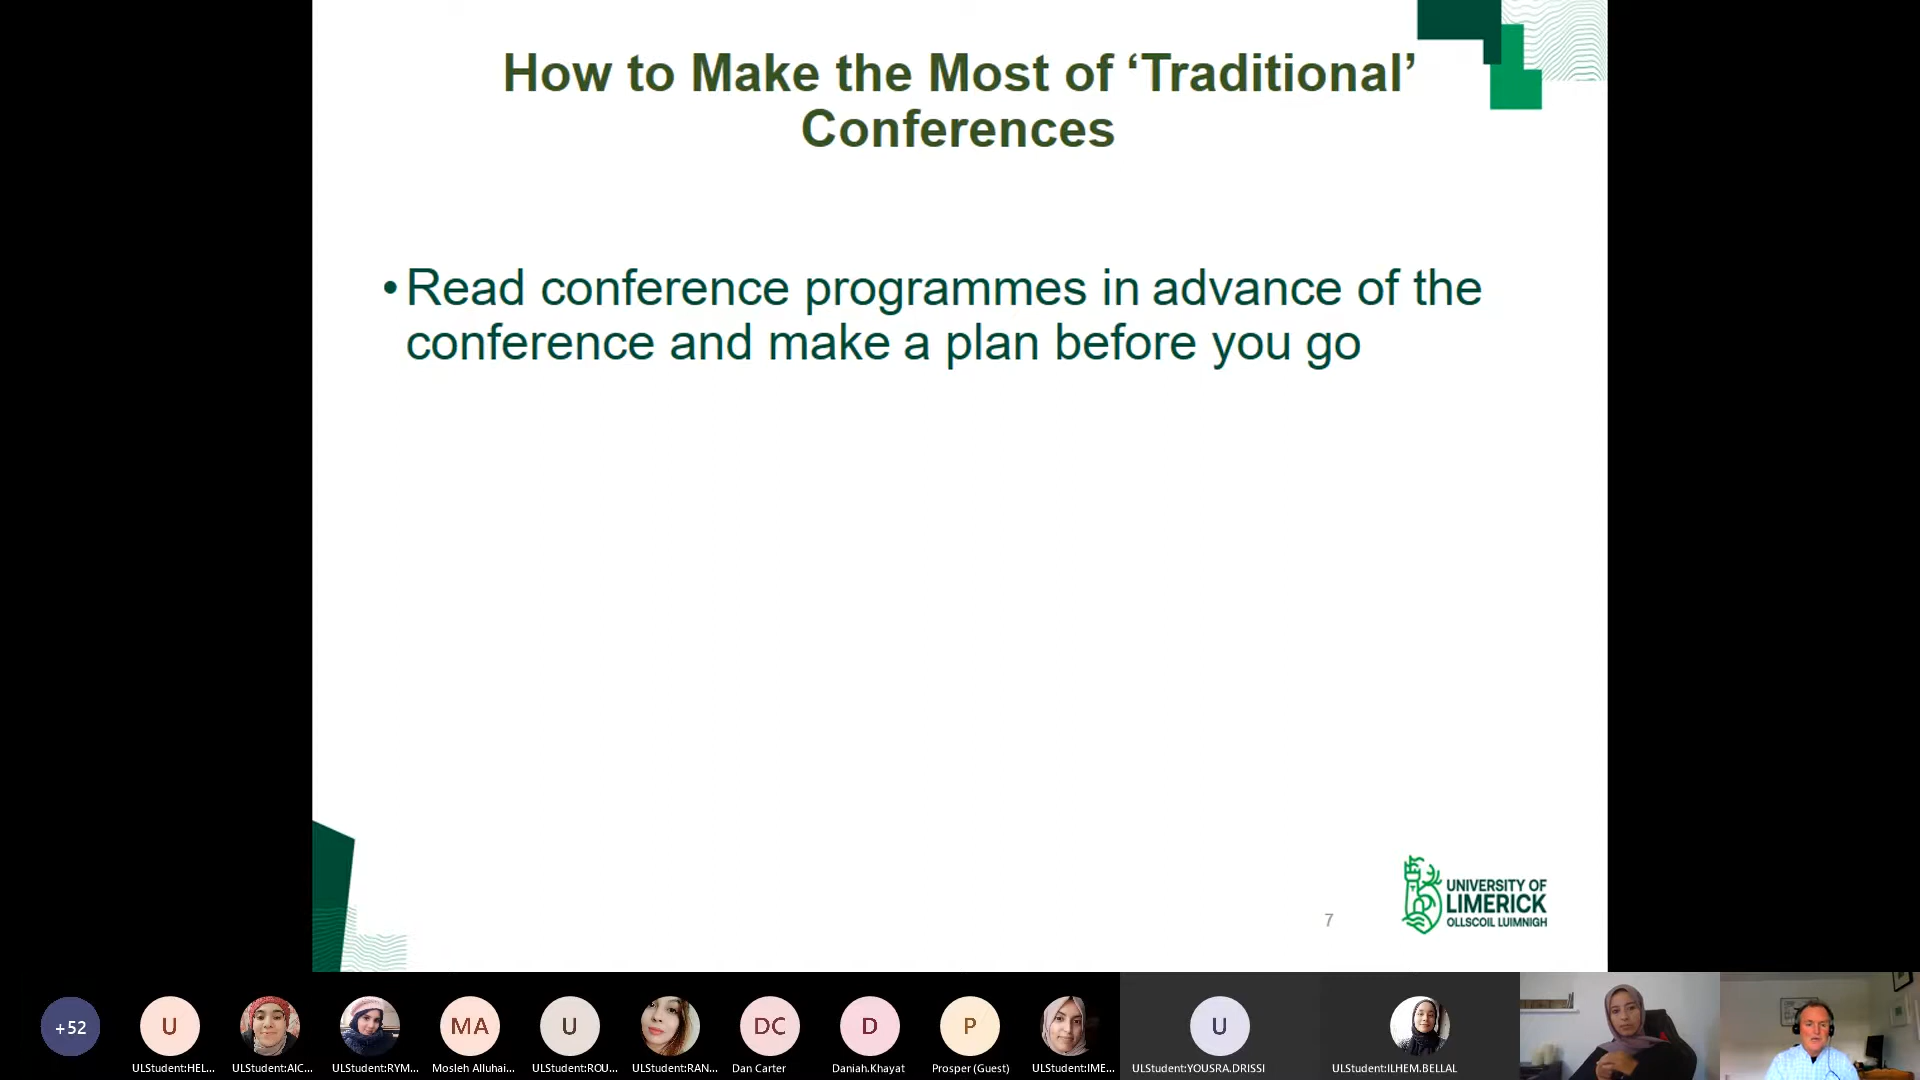 How to Make the Most of ‘Traditional’
Conferences
• Read conference programmes in advance of the
conference and make a plan before you go
7
UNIVERSITY OF
LIMERICK
OLLSCOIL LUIMNIGH
+52
U
MA
U
DC
D
P
U
ULStudent:HEL...
ULStudent:AIC...
ULStudent:RYM...
Mosleh Alluhai...
ULStudent:ROU...
ULStudent:RAN...
Dan Carter
Daniah.Khayat
Prosper (Guest)
ULStudent:IME...
ULStudent:YOUSRA.DRISSI
ULStudent:ILHEM.BELLAL